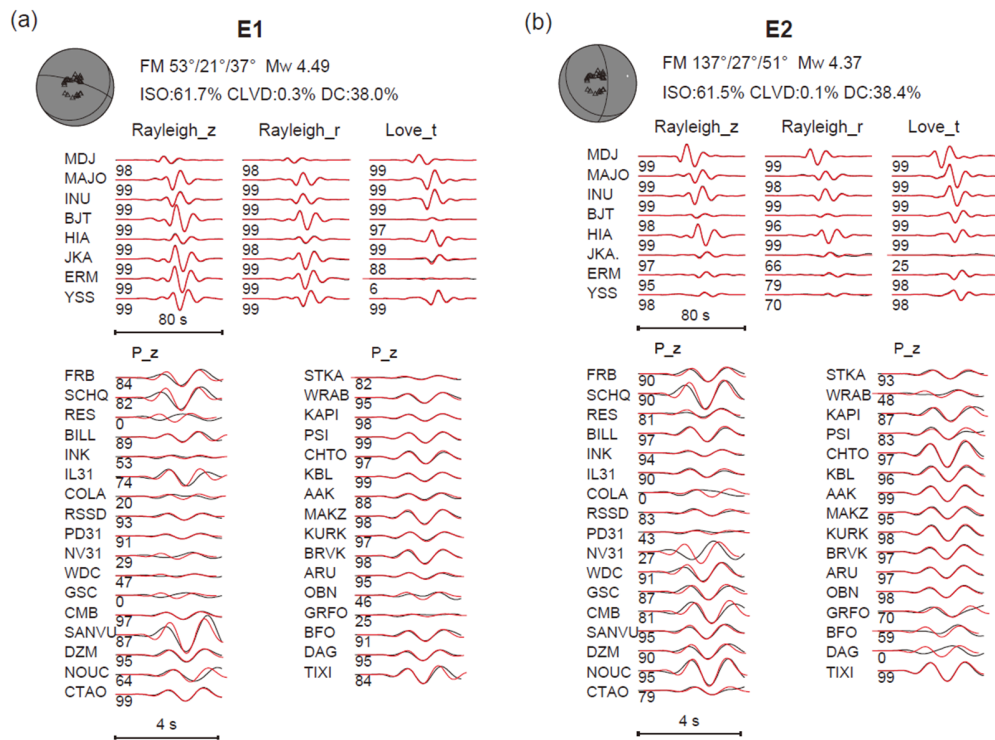 (a)
E1
FM 53°/21°/37° Mw 4.49
ISO:61.7% CLVD:0.3% DC:38.0%
Rayleigh_z Rayleigh_r Love_t
MDJ
98 98 99
MAJO
99 99 99
INU
99 99 99
BJT
99 99 97
HIA
99 98
JKA
99 99 88
ERM
99 99 6
YSS
99 99 99
80 s
P_z
FRB
84
SCHQ
82
RES
0
BILL
89
INK
53
IL31
74
COLA
20
RSSD
93
PD31
91
NV31
29
WDC
47
GSC
0
CMB
97
SANVU
87
DZM
95
NOUC
64
CTAO
99
4 s
P_z
STKA
82
WRAB
95
KAPI
98
PSI
99
CHTO
97
KBL
99
AAK
88
MAKZ
98
KURK
97
BRVK
98
ARU
95
OBN
46
GRFO
25
BFO
91
DAG
95
TIXI
84
(b)
E2
FM 137°/27°/51° Mw 4.37
ISO:61.5% CLVD:0.1% DC:38.4%
Rayleigh_z Rayleigh_r Love_t
MDJ
99 99 99
MAJO
99 98 99
INU
99 99 99
BJT
99 96 99
HIA
99 99 99
JKA.
97 66 25
ERM
95 79 98
YSS
98 70 98
80 s
P_z
FRB
90
SCHQ
90
RES
81
BILL
97
INK
94
IL31
90
COLA
0
RSSD
83
PD31
43
NV31
27
WDC
91
GSC
87
CMB
81
SANVU
95
DZM
90
NOUC
95
CTAO
79
4 s
P_z
STKA
93
WRAB
48
KAPI
87
PSI
83
CHTO
97
KBL
96
AAK
99
MAKZ
95
KURK
98
BRVK
97
ARU
97
OBN
98
GRFO
70
BFO
59
DAG
0
TIXI
99